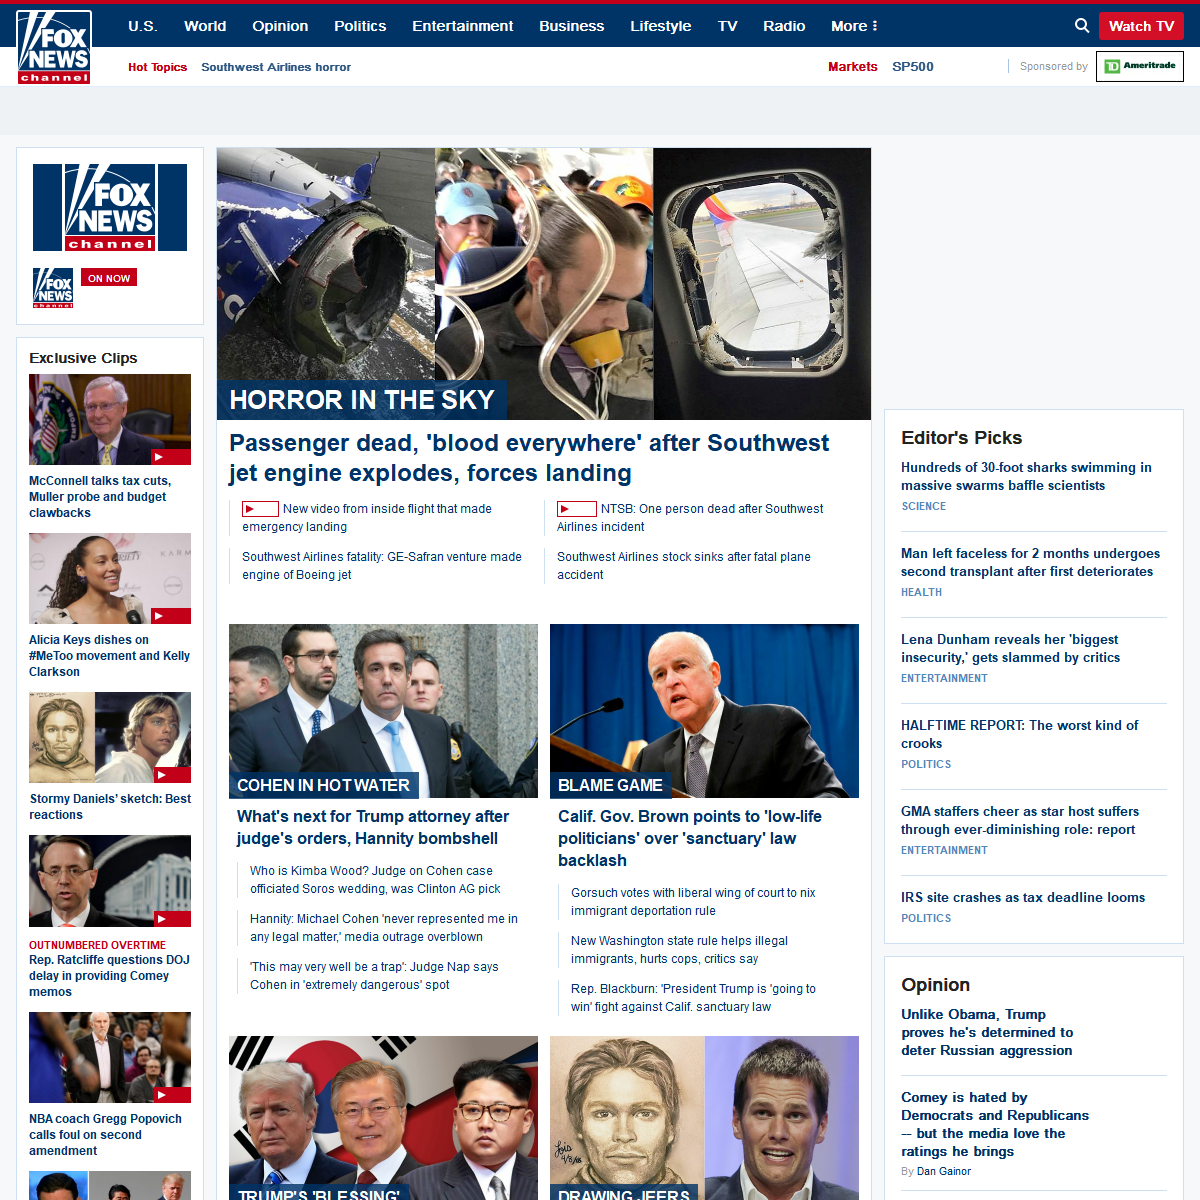 U.S. World Opinion Politics Entertainment Business Lifestyle TV Radio More
Watch TV
FOX
NEWS
channel
Hot Topics Southwest Airlines horror
Markets SP500
Sponsored by
TD Ameritrade
FOX
NEWS
channel
FOX
NEWS
channel
ON NOW
Exclusive Clips
McConnell talks tax cuts,
Muller probe and budget
clawbacks
Alicia Keys dishes on
#MeToo movement and Kelly
Clarkson
Stormy Daniels' sketch: Best
reactions
OUTNUMBERED OVERTIME
Rep. Ratcliffe questions DOJ
delay in providing Comey
memos
NBA coach Gregg Popovich
calls foul on second
amendment
HORROR IN THE SKY
Passenger dead, 'blood everywhere' after Southwest
jet engine explodes, forces landing
New video from inside flight that made
emergency landing
NTSB: One person dead after Southwest
Airlines incident
Southwest Airlines fatality: GE-Safran venture made
engine of Boeing jet
Southwest Airlines stock sinks after fatal plane
accident
COHEN IN HOT WATER
What's next for Trump attorney after
judge's orders, Hannity bombshell
Who is Kimba Wood? Judge on Cohen case
officiated Soros wedding, was Clinton AG pick
Hannity: Michael Cohen 'never represented me in
any legal matter,' media outrage overblown
'This may very well be a trap': Judge Nap says
Cohen in 'extremely dangerous' spot
BLAME GAME
Calif. Gov. Brown points to 'low-life
politicians' over 'sanctuary' law
backlash
Gorsuch votes with liberal wing of court to nix
immigrant deportation rule
New Washington state rule helps illegal
immigrants, hurts cops, critics say
Rep. Blackburn: 'President Trump is 'going to
win' fight against Calif. sanctuary law
TRUMP'S 'BLESSING'
DRAWING JEERS
Editor's Picks
Hundreds of 30-foot sharks swimming in
massive swarms baffle scientists
SCIENCE
Man left faceless for 2 months undergoes
second transplant after first deteriorates
HEALTH
Lena Dunham reveals her 'biggest
insecurity,' gets slammed by critics
ENTERTAINMENT
HALFTIME REPORT: The worst kind of
crooks
POLITICS
GMA staffers cheer as star host suffers
through ever-diminishing role: report
ENTERTAINMENT
IRS site crashes as tax deadline looms
POLITICS
Opinion
Unlike Obama, Trump
proves he's determined to
deter Russian aggression
Comey is hated by
Democrats and Republicans
-- but the media love the
ratings he brings
By Dan Gainor